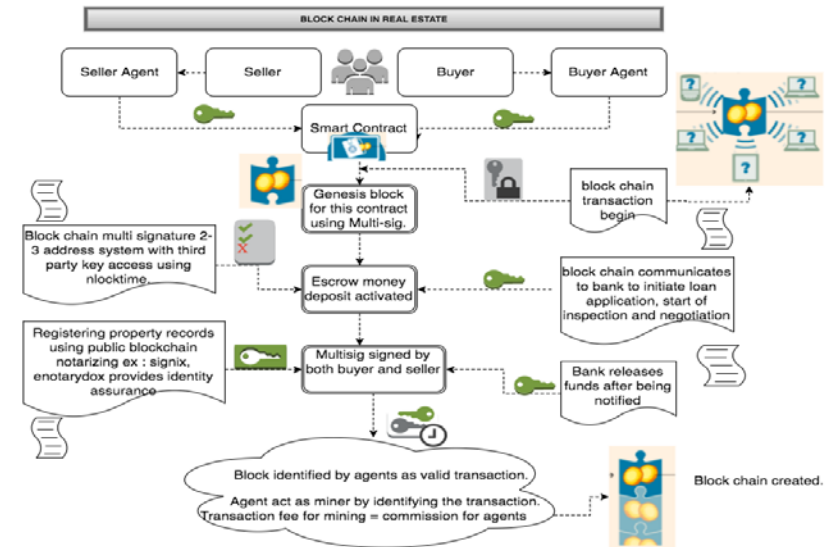 BLOCK CHAIN IN REAL ESTATE
Seller Agent
Seller
Buyer
Buyer Agent
Smart Contract
?
?
?
?
?
block chain
transaction
begin
Genesis block
for this contract
using Multi-sig.
Block chain multi signature 2-
3 address system with third
party key access using
nlocktime.
Escrow money
deposit activated
block chain communicates
to bank to initiate loan
application, start of
inspection and negotiation
Registering property records
using public blockchain
notarizing ex : signix,
enotarydox provides identity
assurance
Multisig signed by
both buyer and seller
Bank releases
funds after being
notified
Block identified by agents as valid transaction.
Agent act as miner by identifying the transaction.
Transaction fee for mining = commission for agents
Block chain created.